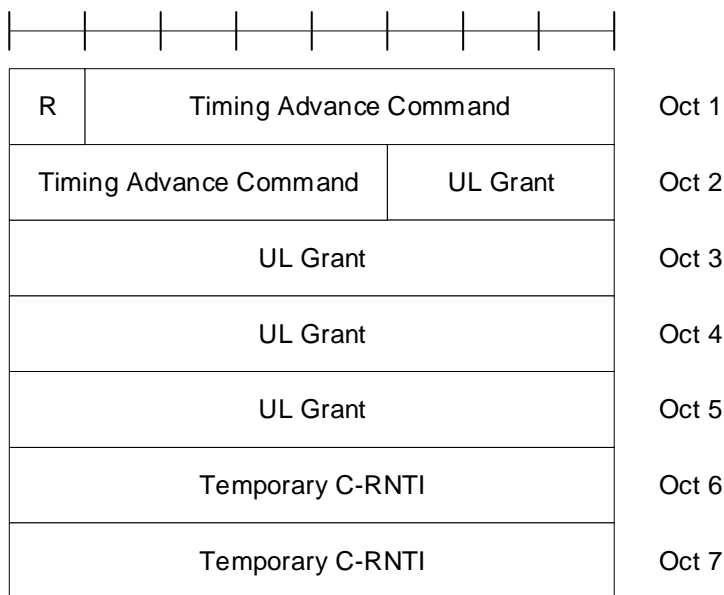 R Timing Advance Command Oct 1
Timing Advance Command UL Grant Oct 2
UL Grant Oct 3
UL Grant Oct 4
UL Grant Oct 5
Temporary C-RNTI Oct 6
Temporary C-RNTI Oct 7